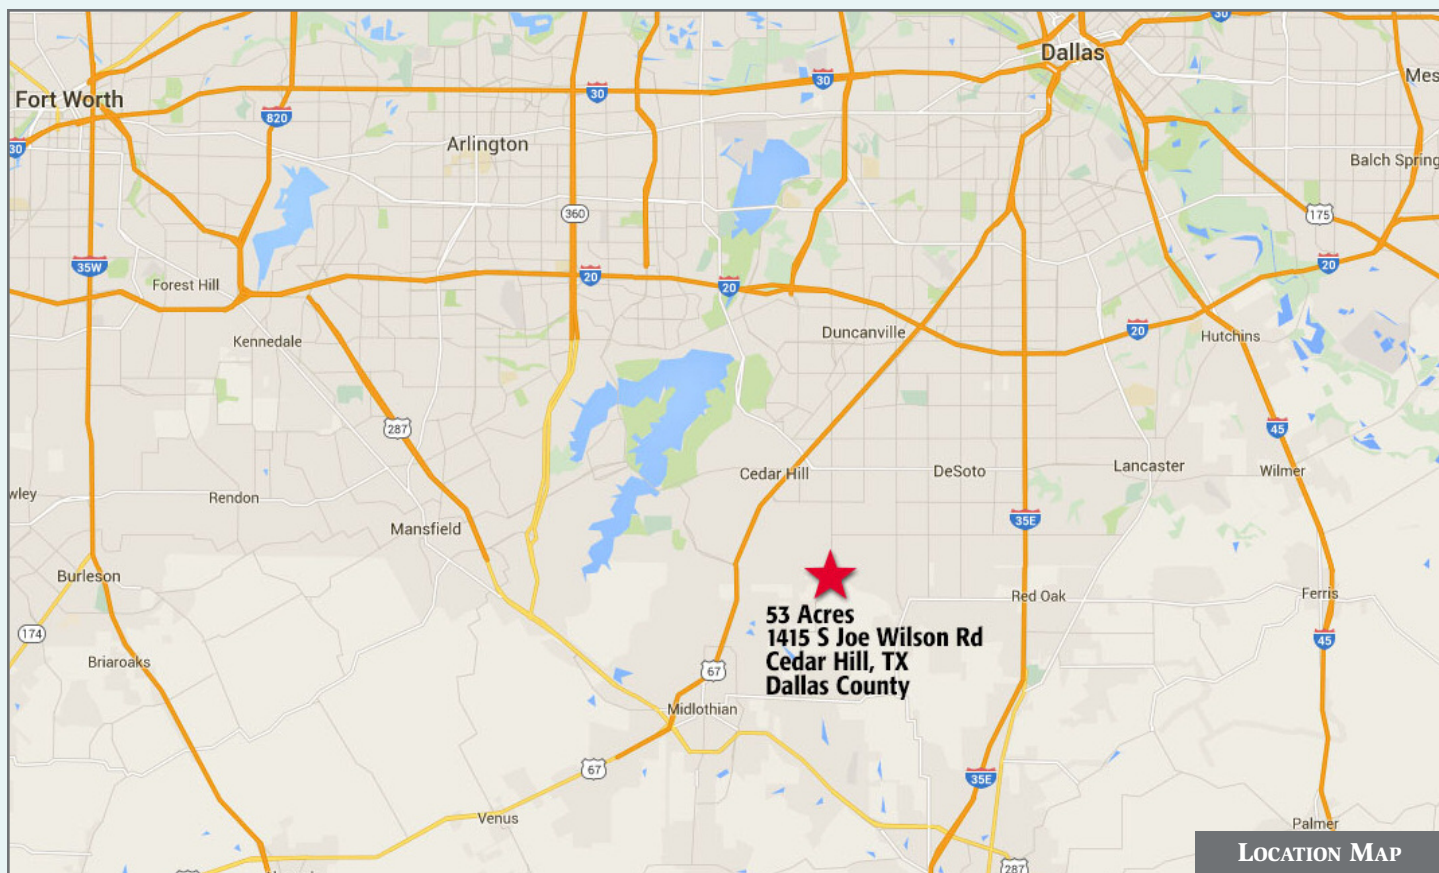 30
Dallas
Fort Worth
30
30
820
Arlington
30
Balch Spring
360
175
35W
20
20
20
Forest Hill
20
Duncanville
Hutchins
Kennedale
287
45
Cedar Hill
DeSoto
Lancaster
Wilmer
wley
Rendon
Mansfield
35E
Burleson
Red Oak
Ferris
53 Acres
1415 S Joe Wilson Rd
Cedar Hill, TX
Dallas County
174
45
Briaroaks
67
Midlothian
67
35E
Venus
Palmer
LOCATION MAP
287
Mes